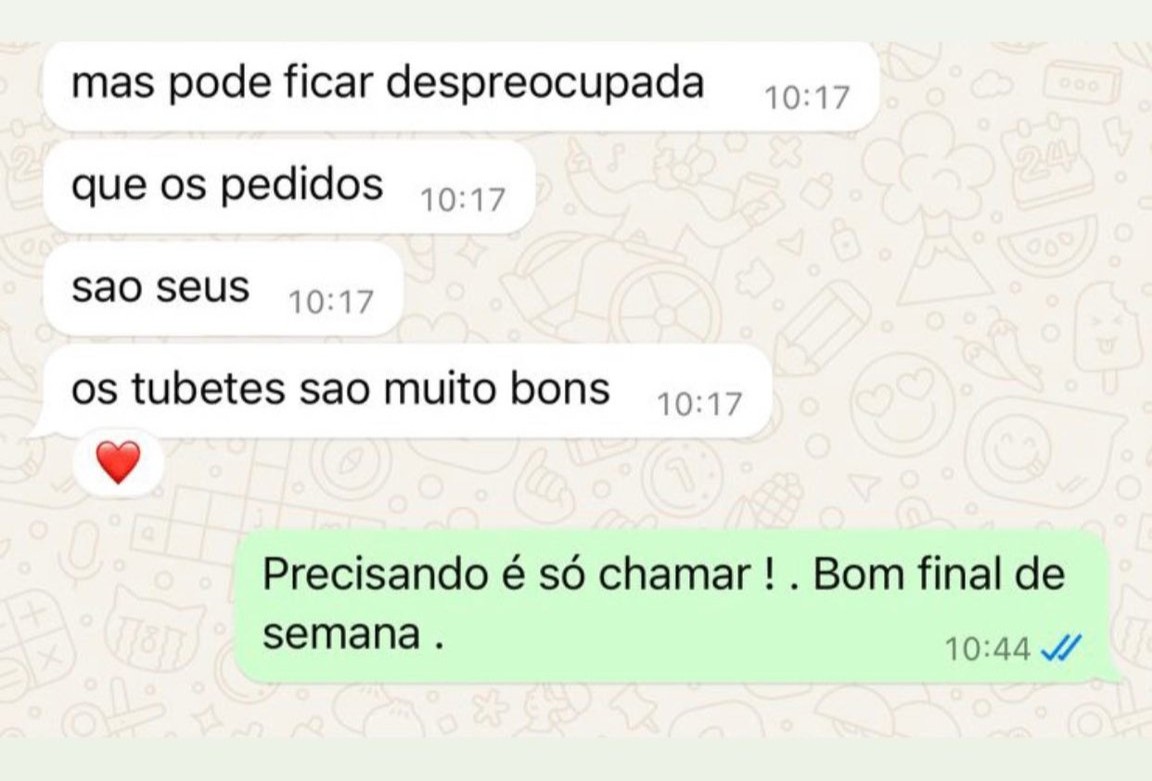 mas pode ficar despreocupada 10:17
que os pedidos 10:17
sao seus 10:17
os tubetes sao muito bons 10:17
Precisando é só chamar ! . Bom final de
semana . 10:44